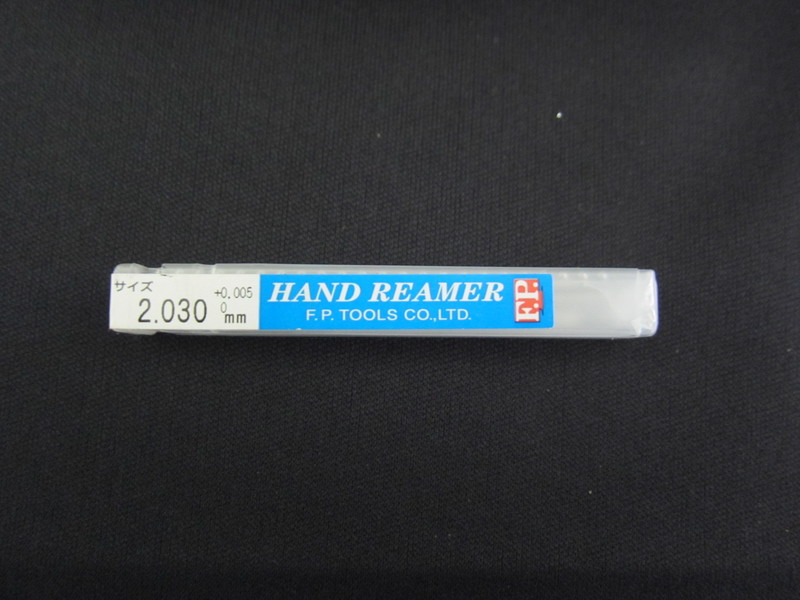 サイズ
2.030 +0.005
0
mm
HAND REAMER
F.P. TOOLS CO.,LTD.
F.P.